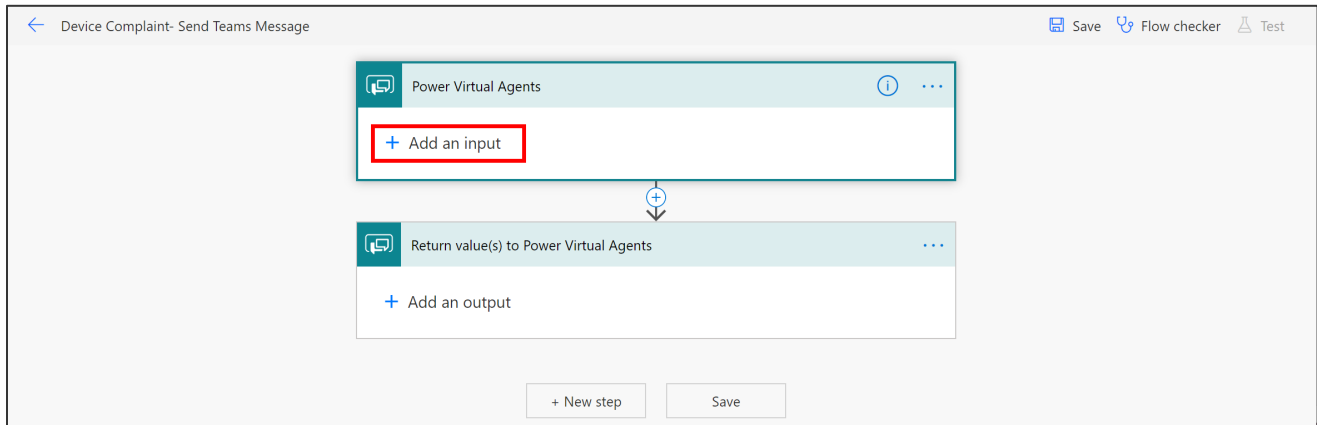 Device Complaint- Send Teams Message
Save Flow checker Test
Power Virtual Agents
+ Add an input
Return value(s) to Power Virtual Agents
+ Add an output
+ New step
Save